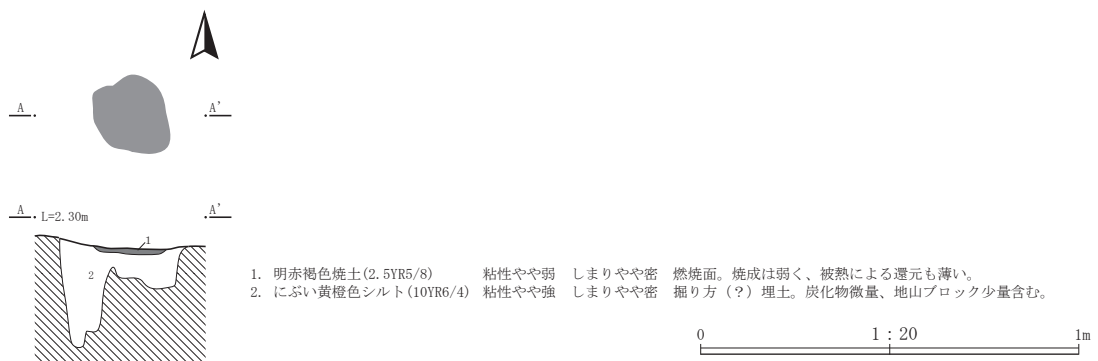 A A'
A L=2.30m A'
1
2
1. 明赤褐色焼土(2.5YR5/8) 粘性やや弱 しまりやや密 燃焼面。焼成は弱く、被熱による還元も薄い。
2. にぶい黄橙色シルト(10YR6/4) 粘性やや強 しまりやや密 掘り方（？）埋土。炭化物微量、地山ブロック少量含む。
0 1：20 1m